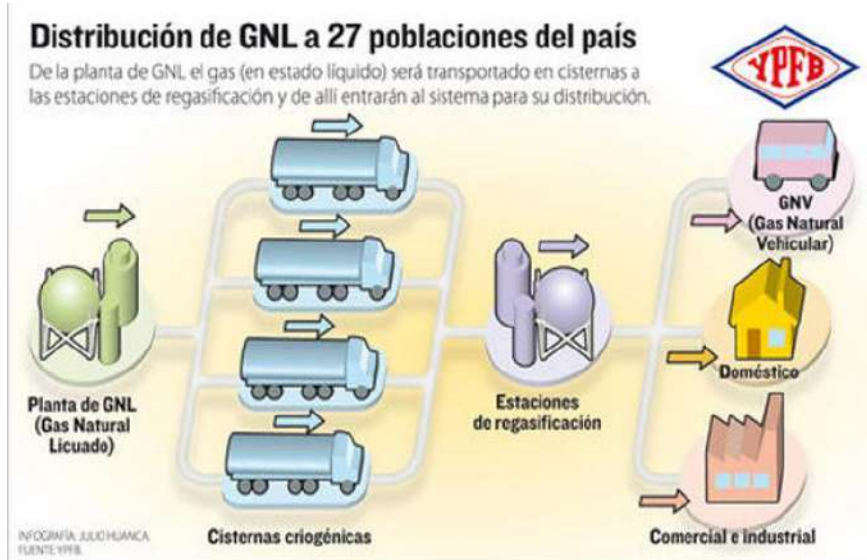 Distribución de GNL a 27 poblaciones del país
De la planta de GNL el gas (en estado líquido) será transportado en cisternas a
las estaciones de regasificación y de allí entrarán al sistema para su distribución.
YPFB
GNV
(Gas Natural
Vehicular)
Planta de GNL
(Gas Natural
Licuado)
Estaciones
de regasificación
Doméstico
Cisternas criogénicas
Comercial e industrial
INFOGRAFÍA: JULIO HUANCA
FUENTE: YPFB.